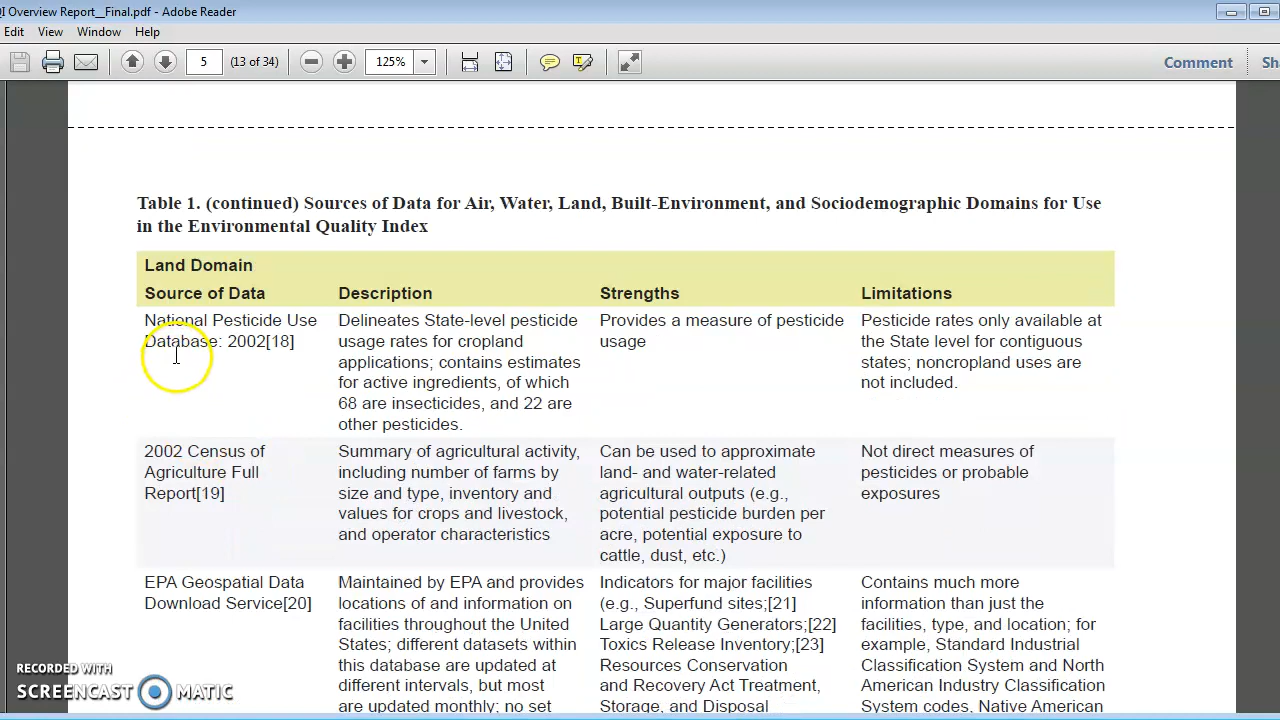 QI Overview Report__Final.pdf - Adobe Reader
Edit View Window Help
5 (13 of 34) 125% Comment
Table 1. (continued) Sources of Data for Air, Water, Land, Built-Environment, and Sociodemographic Domains for Use
in the Environmental Quality Index
Land Domain
Source of Data Description Strengths Limitations
National Pesticide Use
Database: 2002[18]
Delineates State-level pesticide
usage rates for cropland
applications; contains estimates
for active ingredients, of which
68 are insecticides, and 22 are
other pesticides.
Provides a measure of pesticide
usage
Pesticide rates only available at
the State level for contiguous
states; noncropland uses are
not included.
2002 Census of
Agriculture Full
Report[19]
Summary of agricultural activity,
including number of farms by
size and type, inventory and
values for crops and livestock,
and operator characteristics
Can be used to approximate
land- and water-related
agricultural outputs (e.g.,
potential pesticide burden per
acre, potential exposure to
cattle, dust, etc.)
Not direct measures of
pesticides or probable
exposures
EPA Geospatial Data
Download Service[20]
Maintained by EPA and provides
locations of and information on
facilities throughout the United
States; different datasets within
this database are updated at
different intervals, but most
are updated monthly; no set
Indicators for major facilities
(e.g., Superfund sites;[21]
Large Quantity Generators;[22]
Toxics Release Inventory;[23]
Resources Conservation
and Recovery Act Treatment,
Storage, and Disposal
Contains much more
information than just the
facilities, type, and location; for
example, Standard Industrial
Classification System and North
American Industry Classification
System codes, Native American
RECORDED WITH
SCREENCAST MATIC